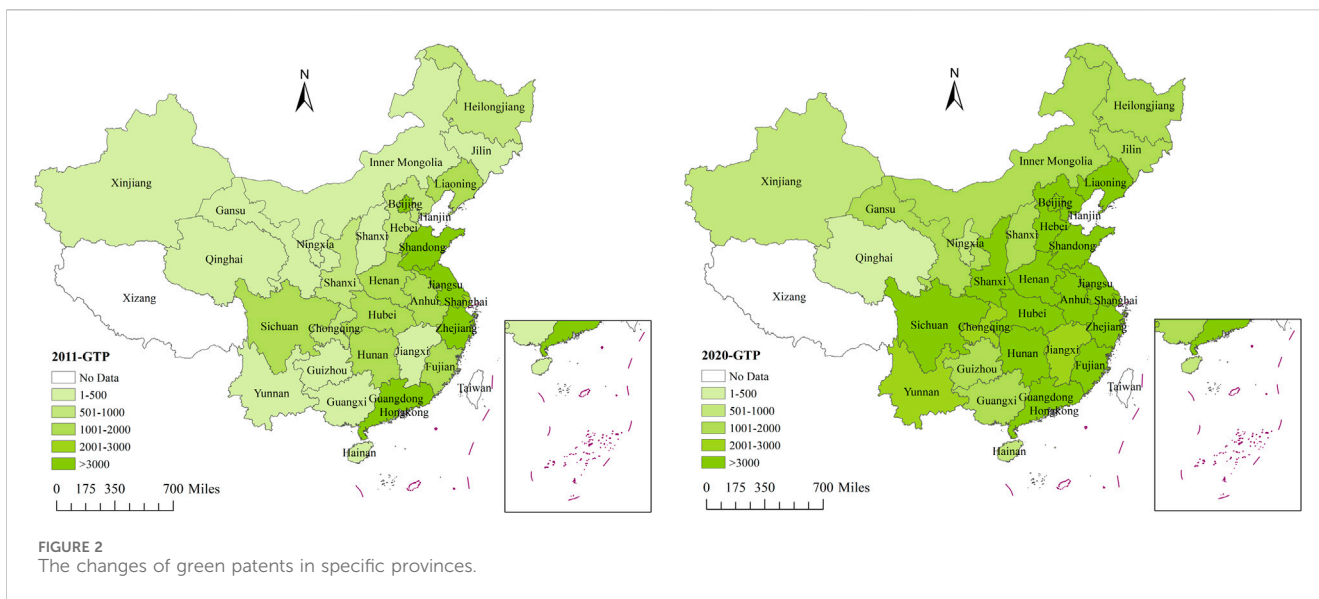 N
Heilongjiang
Jilin
Inner Mongolia
Liaoning
Xinjiang
Gansu
Beijing
Hanjin
Hebei
Ningxia
Shanxi
Shandong
Qinghai
Shanxi
Henan
Jiangsu
Xizang
Anhur
Shanghai
Hubei
Sichuan
Chongqing
Zhejiang
Hunan
Jiangxi
Guizhou
Fujian
Yunnan
Taiwan
Guangxi
Guangdong
Hongkong
Hainan
2011-GTP
No Data
1-500
501-1000
1001-2000
2001-3000
>3000
0 175 350 700 Miles
N
Heilongjiang
Jilin
Inner Mongolia
Liaoning
Xinjiang
Gansu
Beijing
Hanjin
Hebei
Ningxia
Shanxi
Shandong
Qinghai
Shanxi
Henan
Jiangsu
Xizang
Anhur
Shanghai
Hubei
Sichuan
Chongqing
Zhejiang
Hunan
Jiangxi
Guizhou
Fujian
Yunnan
Taiwan
Guangxi
Guangdong
Hongkong
Hainan
2020-GTP
No Data
1-500
501-1000
1001-2000
2001-3000
>3000
0 175 350 700 Miles
FIGURE 2
The changes of green patents in specific provinces.